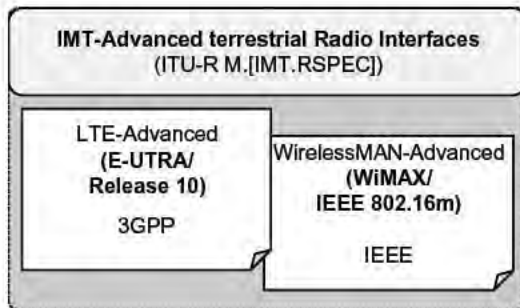 IMT-Advanced terrestrial Radio Interfaces
(ITU-R M.[IMT.RSPEC])
LTE-Advanced
(E-UTRA/
Release 10)
3GPP
WirelessMAN-Advanced
(WiMAX/
IEEE 802.16m)
IEEE